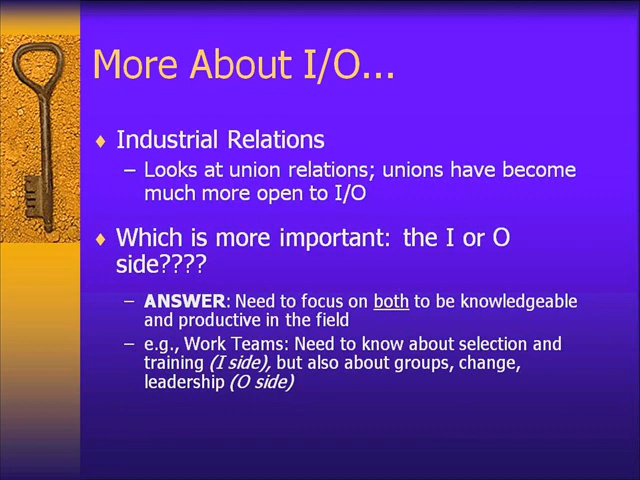 More About I/O...
♦ Industrial Relations
– Looks at union relations; unions have become
much more open to I/O
♦ Which is more important: the I or O
side????
– ANSWER: Need to focus on both to be knowledgeable
and productive in the field
– e.g., Work Teams: Need to know about selection and
training (I side), but also about groups, change,
leadership (O side)